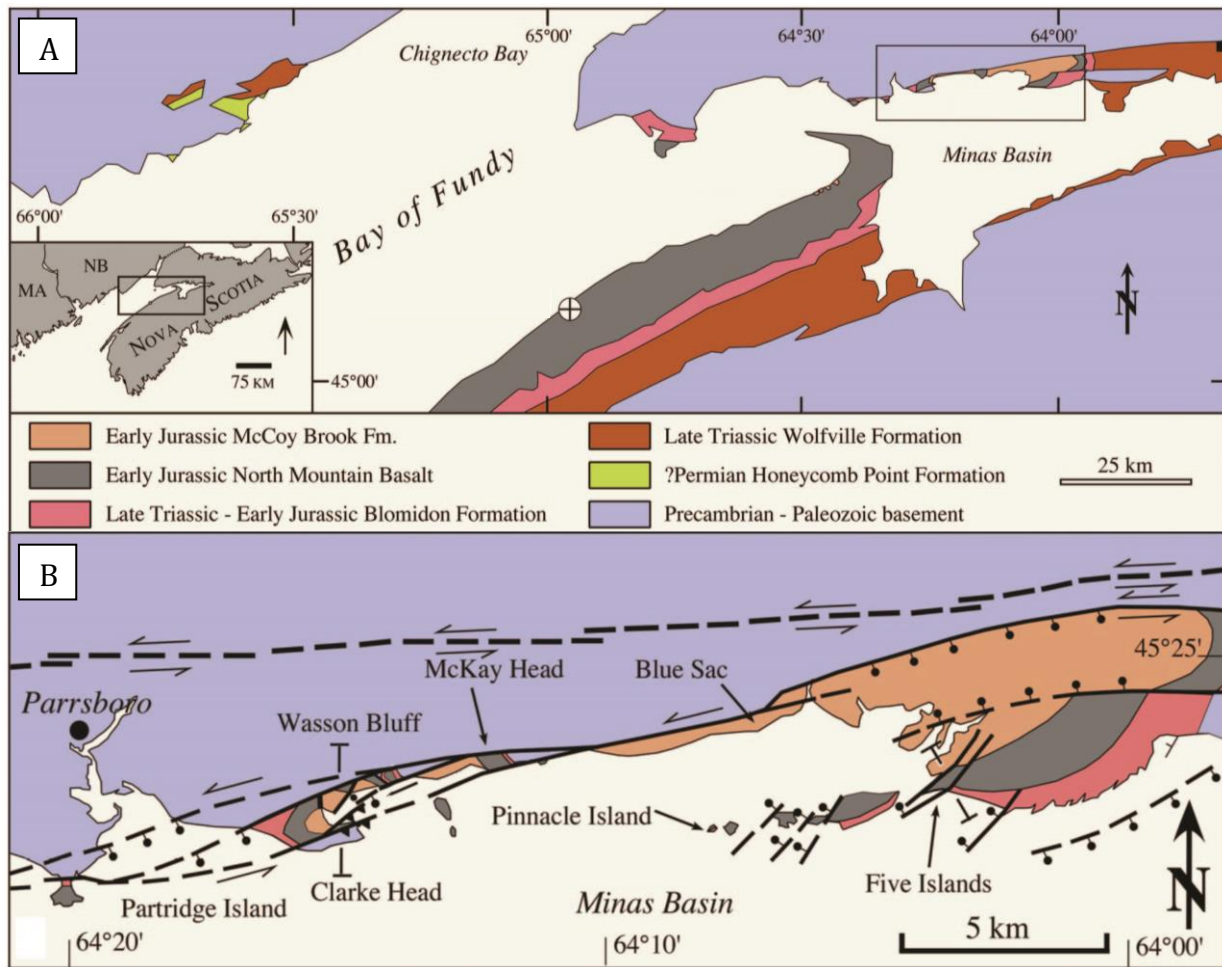 A
Chignecto Bay
65°00'
64°30'
64°00'
Minas Basin
Bay of Fundy
66°00'
65°30'
NB
MA
NOVA SCOTIA
75 KM
N
45°00'
Early Jurassic McCoy Brook Fm.
Early Jurassic North Mountain Basalt
Late Triassic - Early Jurassic Blomidon Formation
Late Triassic Wolfville Formation
?Permian Honeycomb Point Formation
Precambrian - Paleozoic basement
25 km
B
McKay Head
Blue Sac
45°25'
Parrsboro
Wasson Bluff
Pinnacle Island
Clarke Head
Five Islands
Partridge Island
Minas Basin
N
5 km
64°20'
64°10'
64°00'